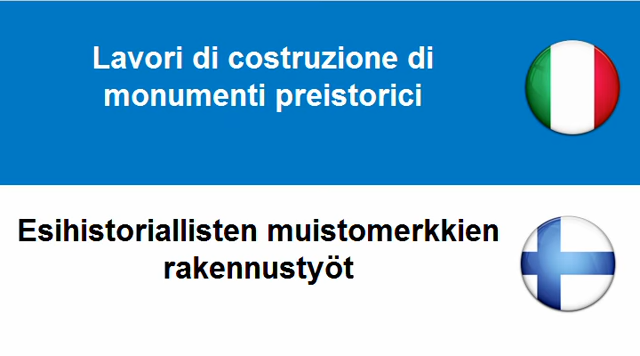 Lavori di costruzione di
monumenti preistorici
Esihistoriallisten muistomerkkien
rakennustyöt